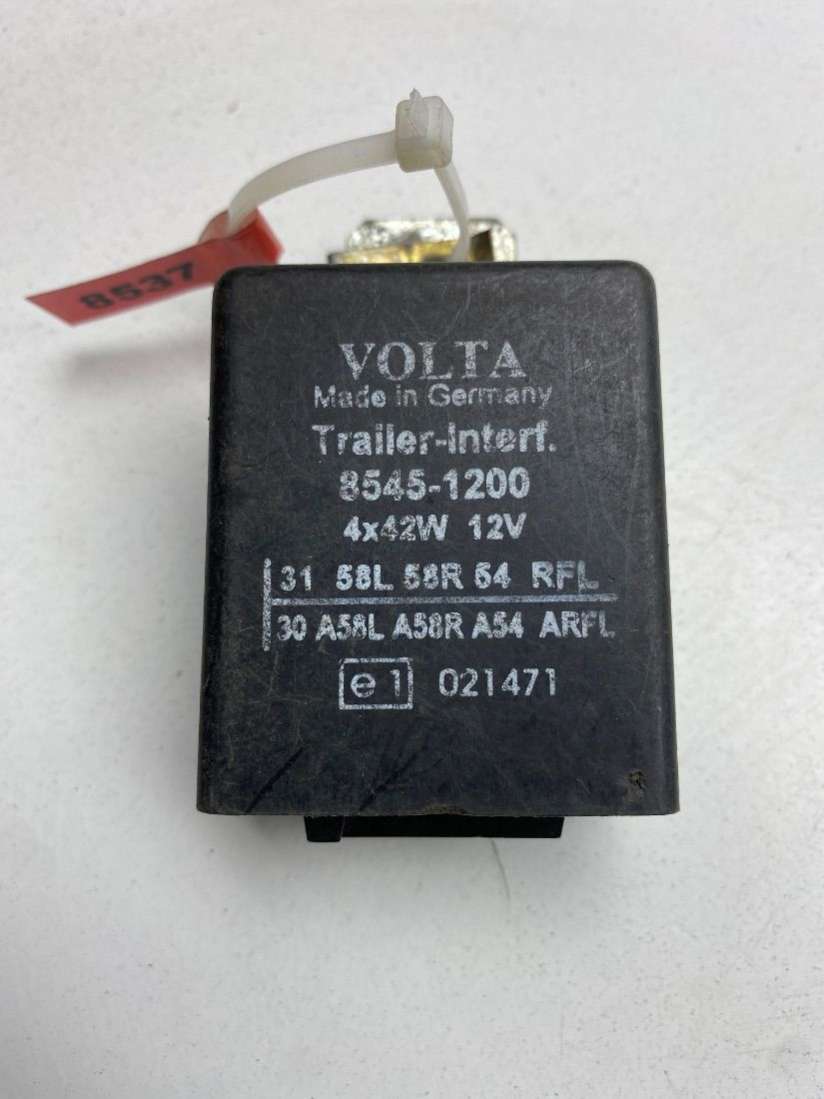 8537
VOLTA
Made in Germany
Trailer-Interf.
8545-1200
4x42W 12V
31 58L 58R 54 RFL
30 A58L A58R A54 ARFL
e1 021471